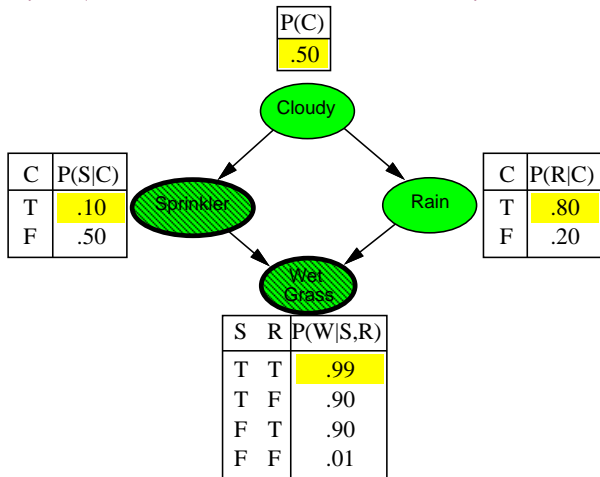 P(C)
.50
Cloudy
C P(S|C)
T .10
F .50
Sprinkler
Rain
C P(R|C)
T .80
F .20
Wet
Grass
S R P(W|S,R)
T T .99
T F .90
F T .90
F F .01